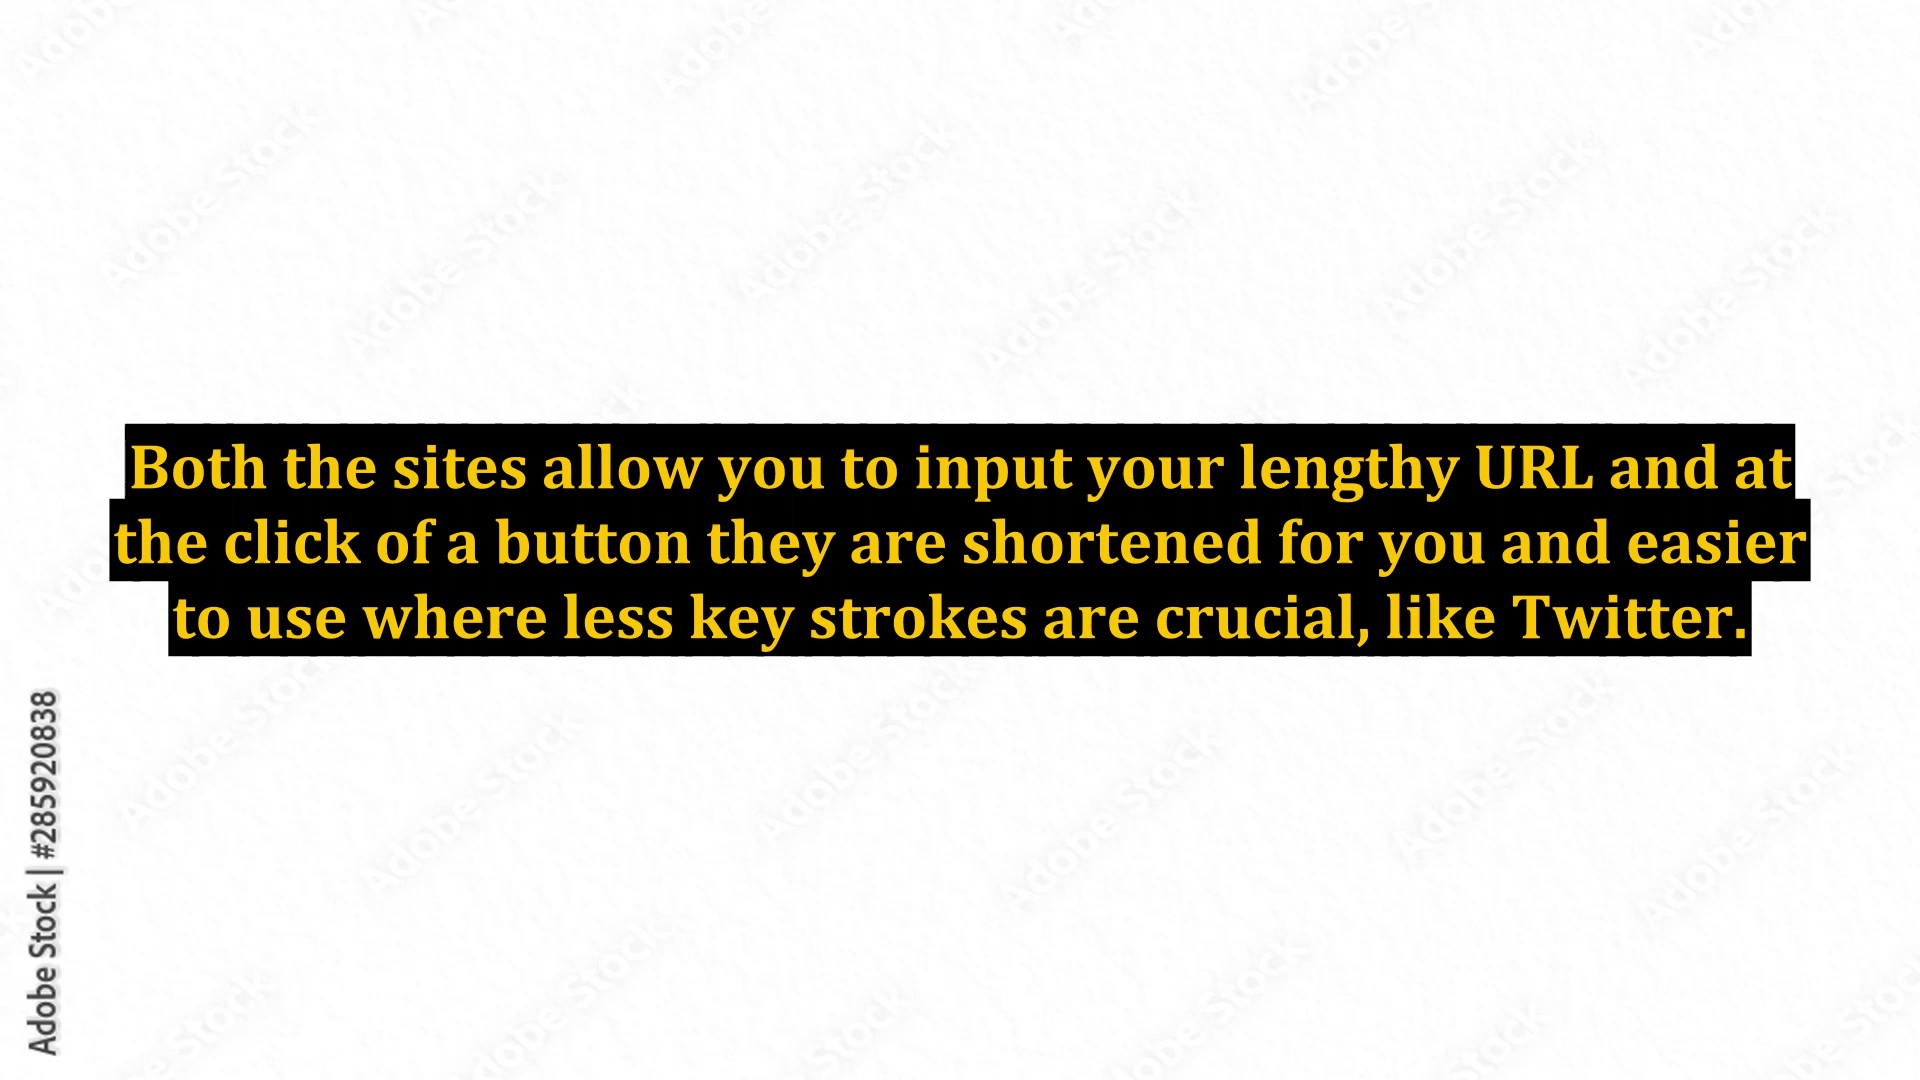 Both the sites allow you to input your lengthy URL and at
the click of a button they are shortened for you and easier
to use where less key strokes are crucial, like Twitter.
Adobe Stock | #285920838